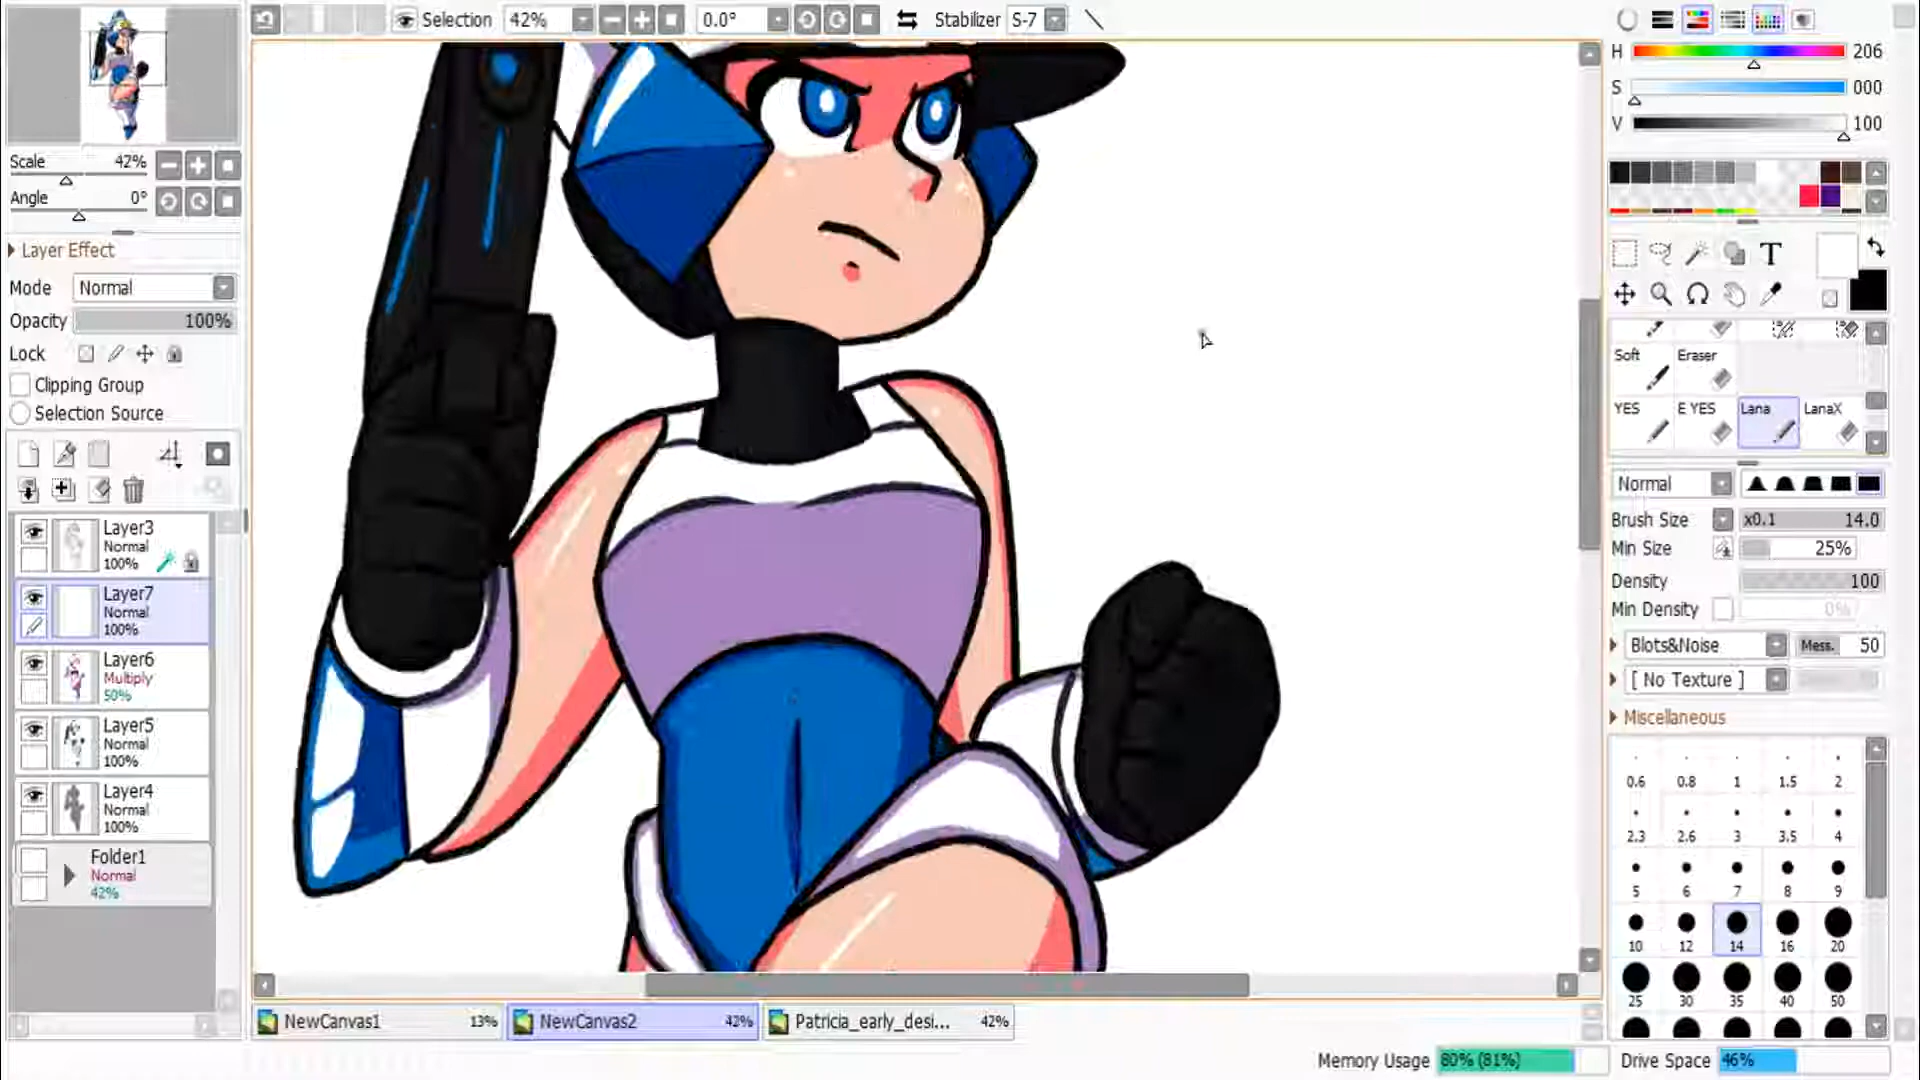 Selection 42% 0.0° Stabilizer S-7
H 206
S 000
V 100
Scale 42%
Angle 0°
Layer Effect
Mode Normal
Opacity 100%
Lock
Clipping Group
Selection Source
Layer3
Normal
100%
Layer7
Normal
100%
Layer6
Multiply
50%
Layer5
Normal
100%
Layer4
Normal
100%
Folder1
Normal
42%
T
Soft Eraser
YES E YES Lana LanaX
Normal
Brush Size x0.1 14.0
Min Size 25%
Density 100
Min Density 0%
Blots&Noise Mess. 50
[ No Texture ]
Miscellaneous
0.6 0.8 1 1.5 2
2.3 2.6 3 3.5 4
5 6 7 8 9
10 12 14 16 20
25 30 35 40 50
NewCanvas1 13% NewCanvas2 42% Patricia_early_desi... 42%
Memory Usage 80% (81%) Drive Space 46%